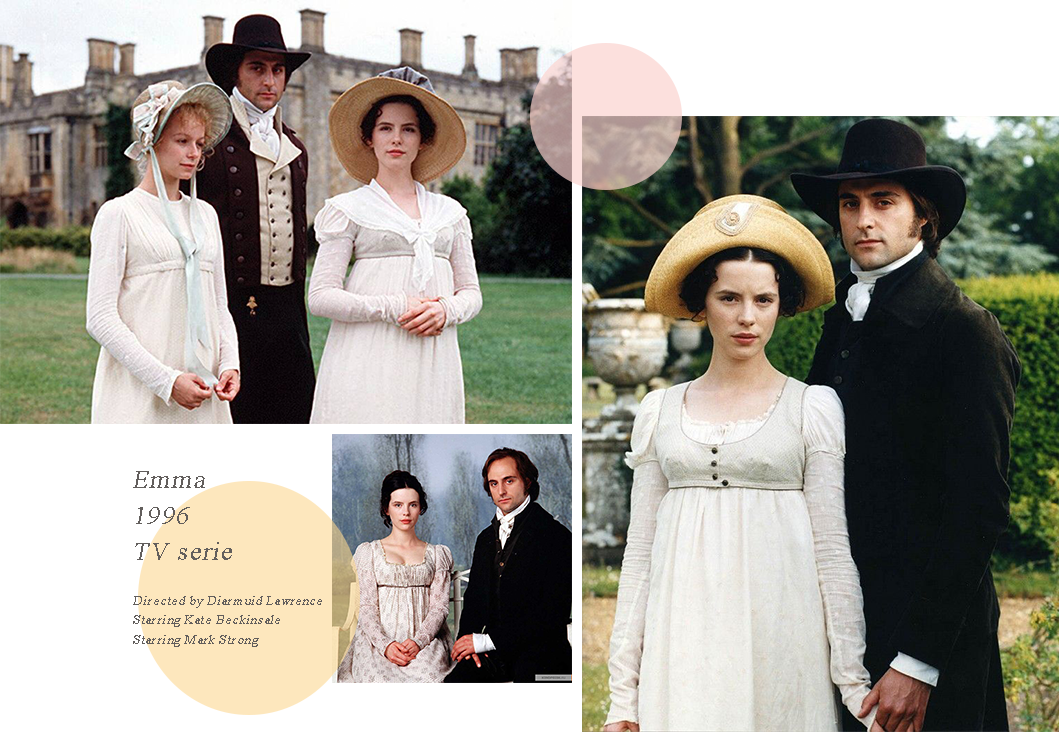 Emma
1996
TV serie
Directed by Diarmuid Lawrence
Starring Kate Beckinsale
Starring Mark Strong